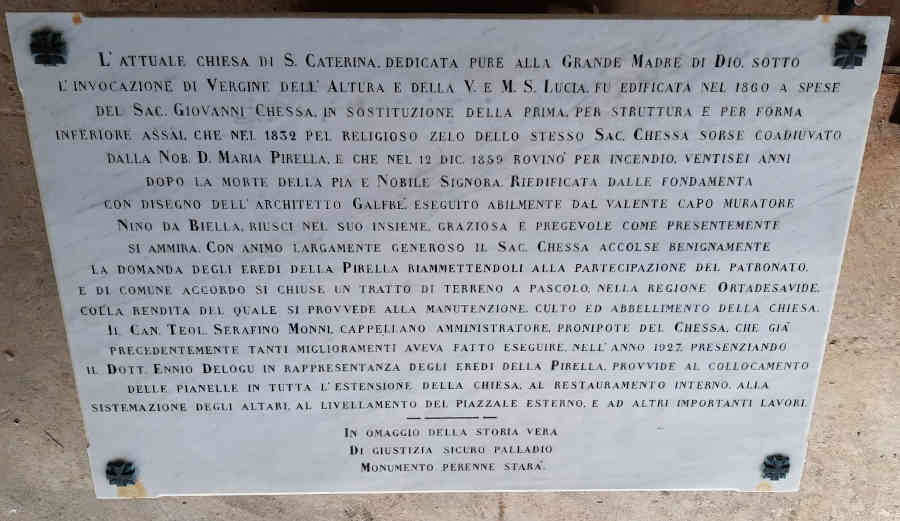 L'ATTUALE CHIESA DI S. CATERINA, DEDICATA PURE ALLA GRANDE MADRE DI DIO, SOTTO
L'INVOCAZIONE DI VERGINE DELL'ALTURA E DELLA V. E M. S. LUCIA, FU EDIFICATA NEL 1860 A SPESE
DEL SAC. GIOVANNI CHESSA, IN SOSTITUZIONE DELLA PRIMA, PER STRUTTURA E PER FORMA
INFERIORE ASSAI, CHE NEL 1832 PEL RELIGIOSO ZELO DELLO STESSO SAC. CHESSA SORSE COADIUVATO
DALLA NOB. D. MARIA PIRELLA, E CHE NEL 12 DIC. 1859 ROVINO' PER INCENDIO, VENTISEI ANNI
DOPO LA MORTE DELLA PIA E NOBILE SIGNORA. RIEDIFICATA DALLE FONDAMENTA
CON DISEGNO DELL'ARCHITETTO GALFRÉ, ESEGUITO ABILMENTE DAL VALENTE CAPO MURATORE
NINO DA BIELLA, RIUSCI NEL SUO INSIEME, GRAZIOSA E PREGEVOLE COME PRESENTEMENTE
SI AMMIRA. CON ANIMO LARGAMENTE GENEROSO IL SAC. CHESSA ACCOLSE BENIGNAMENTE
LA DOMANDA DEGLI EREDI DELLA PIRELLA RIAMMETTENDOLI ALLA PARTECIPAZIONE DEL PATRONATO,
E DI COMUNE ACCORDO SI CHIUSE UN TRATTO DI TERRENO A PASCOLO, NELLA REGIONE ORTADESAVIDE,
COLLA RENDITA DEL QUALE SI PROVVEDE ALLA MANUTENZIONE, CULTO ED ABBELLIMENTO DELLA CHIESA.
IL CAN. TEOL. SERAFINO MONNI, CAPPELLANO AMMINISTRATORE, PRONIPOTE DEL CHESSA, CHE GIA'
PRECEDENTEMENTE TANTI MIGLIORAMENTI AVEVA FATTO ESEGUIRE, NELL'ANNO 1927, PRESENZIANDO
IL DOTT. ENNIO DELOGU IN RAPPRESENTANZA DEGLI EREDI DELLA PIRELLA, PROVVIDE AL COLLOCAMENTO
DELLE PIANELLE IN TUTTA L'ESTENSIONE DELLA CHIESA, AL RESTAURAMENTO INTERNO, ALLA
SISTEMAZIONE DEGLI ALTARI, AL LIVELLAMENTO DEL PIAZZALE ESTERNO, E AD ALTRI IMPORTANTI LAVORI.
IN OMAGGIO DELLA STORIA VERA
DI GIUSTIZIA SICURO PALLADIO
MONUMENTO PERENNE STARA'.